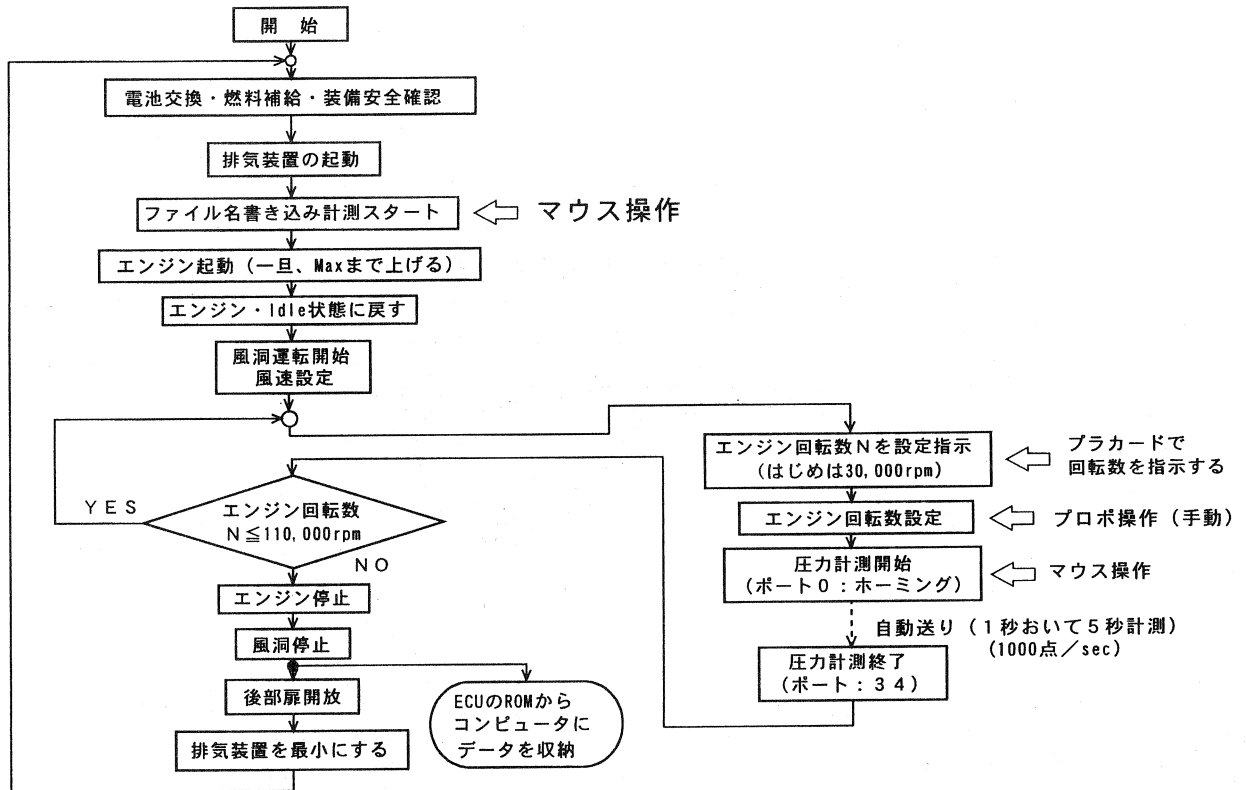 開　始
電池交換・燃料補給・装備安全確認
排気装置の起動
ファイル名書き込み計測スタート
マウス操作
エンジン起動（一旦、Maxまで上げる）
エンジン・Idle状態に戻す
風洞運転開始
風速設定
エンジン回転数Ｎを設定指示
(はじめは30,000rpm)
プラカードで
回転数を指示する
エンジン回転数設定
プロポ操作（手動）
圧力計測開始
(ポート０：ホーミング)
マウス操作
自動送り（１秒おいて５秒計測）
(1000点／sec)
圧力計測終了
(ポート：３４)
エンジン回転数
Ｎ≦110,000rpm
ＹＥＳ
ＮＯ
エンジン停止
風洞停止
後部扉開放
排気装置を最小にする
ECUのROMから
コンピュータに
データを収納